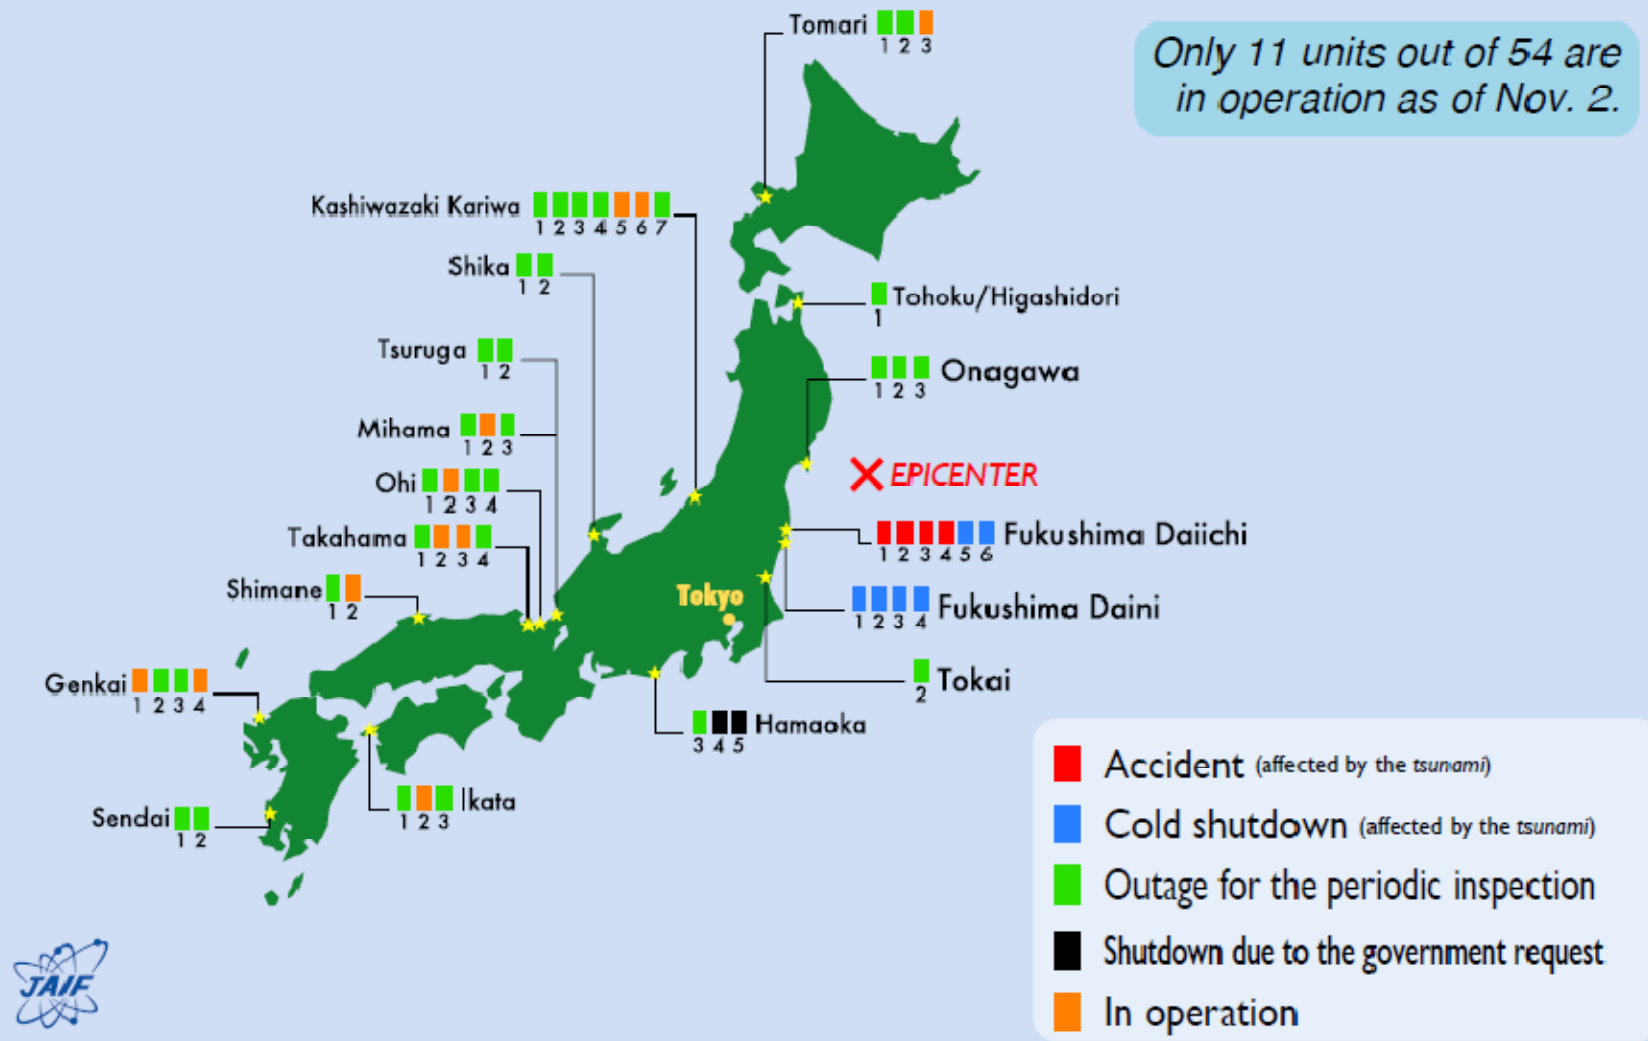 Tomari
1 2 3
Only 11 units out of 54 are
in operation as of Nov. 2.
Kashiwazaki Kariwa
1 2 3 4 5 6 7
Shika
1 2
Tohoku/Higashidori
1
Tsuruga
1 2
Onagawa
1 2 3
Mihama
1 2 3
EPICENTER
Ohi
1 2 3 4
Takahama
1 2 3 4
Fukushima Daiichi
1 2 3 4 5 6
Shimane
1 2
Tokyo
Fukushima Daini
1 2 3 4
Genkai
1 2 3 4
Tokai
2
Hamaoka
3 4 5
Ikata
1 2 3
Sendai
1 2
Accident (affected by the tsunami)
Cold shutdown (affected by the tsunami)
Outage for the periodic inspection
Shutdown due to the government request
In operation
JAIF